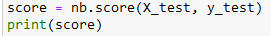 score = nb.score(X_test, y_test)
print(score)